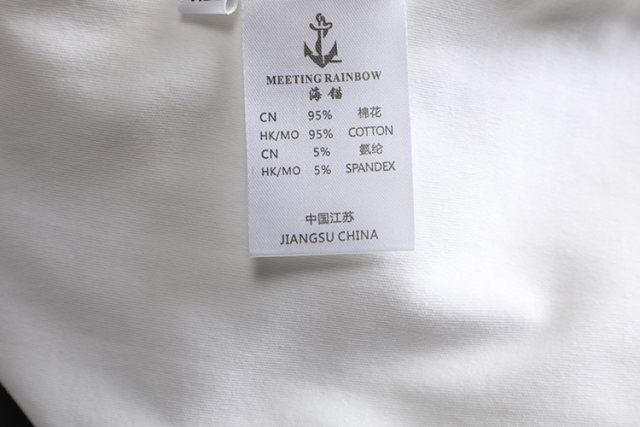 MEETING RAINBOW
海锚
CN 95% 棉花
HK/MO 95% COTTON
CN 5% 氨纶
HK/MO 5% SPANDEX
中国江苏
JIANGSU CHINA